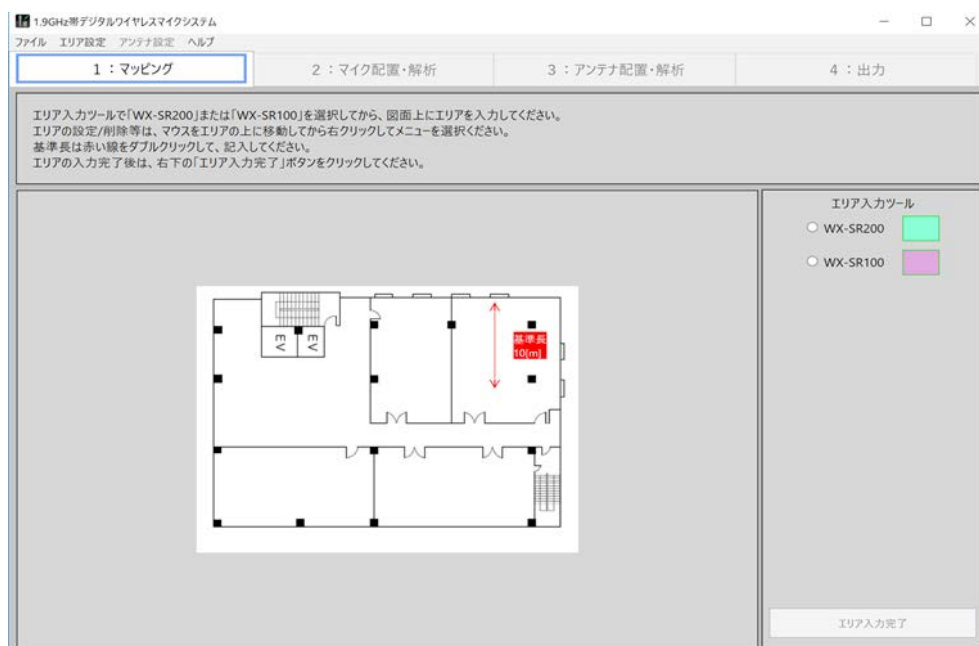 1.9GHz帯デジタルワイヤレスマイクシステム
ファイル エリア設定 アンテナ設定 ヘルプ
1：マッピング 2：マイク配置・解析 3：アンテナ配置・解析 4：出力
エリア入力ツールで「WX-SR200」または「WX-SR100」を選択してから、図面上にエリアを入力してください。
エリアの設定/削除等は、マウスをエリアの上に移動してから右クリックしてメニューを選択ください。
基準長は赤い線をダブルクリックして、記入してください。
エリアの入力完了後は、右下の「エリア入力完了」ボタンをクリックしてください。
エリア入力ツール
WX-SR200
WX-SR100
EV EV
基準長
10[m]
エリア入力完了